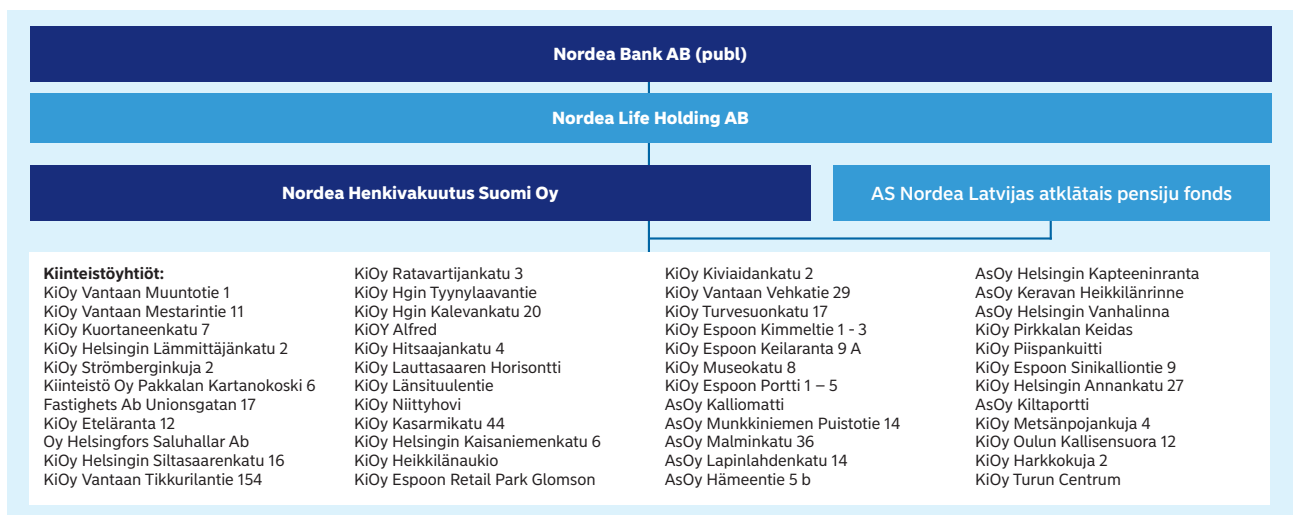 Nordea Bank AB (publ)
Nordea Life Holding AB
Nordea Henkivakuutus Suomi Oy
AS Nordea Latvijas atklātais pensiju fonds
Kiinteistöyhtiöt:
KiOy Vantaan Muuntotie 1
KiOy Vantaan Mestarintie 11
KiOy Kuortaneenkatu 7
KiOy Helsingin Lämmittäjänkatu 2
KiOy Strömberginkuja 2
Kiinteistö Oy Pakkalan Kartanokoski 6
Fastighets Ab Unionsgatan 17
KiOy Eteläranta 12
Oy Helsingfors Saluhallar Ab
KiOy Helsingin Siltasaarenkatu 16
KiOy Vantaan Tikkurilantie 154
KiOy Ratavartijankatu 3
KiOy Hgin Tyynylaavantie
KiOy Hgin Kalevankatu 20
KiOY Alfred
KiOy Hitsaajankatu 4
KiOy Lauttasaaren Horisontti
KiOy Länsituulentie
KiOy Niittyhovi
KiOy Kasarmikatu 44
KiOy Helsingin Kaisaniemenkatu 6
KiOy Heikkilänaukio
KiOy Espoon Retail Park Glomson
KiOy Kiviaidankatu 2
KiOy Vantaan Vehkatie 29
KiOy Turvesuonkatu 17
KiOy Espoon Kimmeltie 1 - 3
KiOy Espoon Keilaranta 9 A
KiOy Museokatu 8
KiOy Espoon Portti 1 – 5
AsOy Kalliomatti
AsOy Munkkiniemen Puistotie 14
AsOy Malminkatu 36
AsOy Lapinlahdenkatu 14
AsOy Hämeentie 5 b
AsOy Helsingin Kapteeninranta
AsOy Keravan Heikkilänrinne
AsOy Helsingin Vanhalinna
KiOy Pirkkalan Keidas
KiOy Piispankuitti
KiOy Espoon Sinikalliontie 9
KiOy Helsingin Annankatu 27
AsOy Kiltaportti
KiOy Metsänpojankuja 4
KiOy Oulun Kallisensuora 12
KiOy Harkkokuja 2
KiOy Turun Centrum